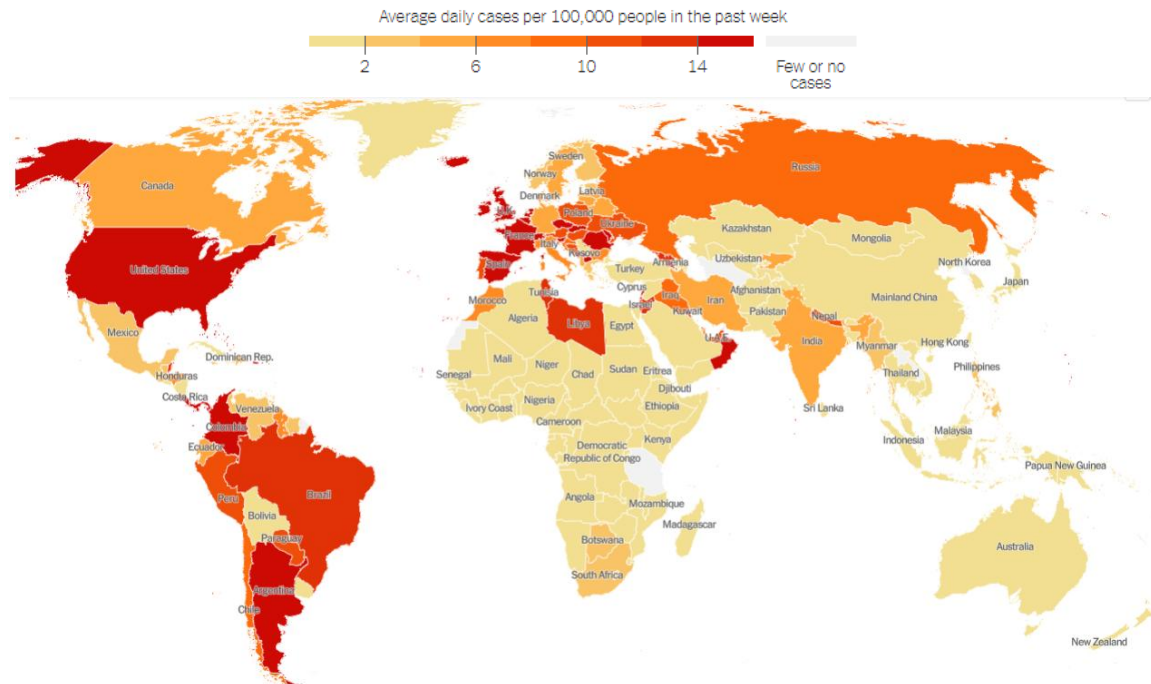 Average daily cases per 100,000 people in the past week
2 6 10 14 Few or no
cases
Sweden
Russia
Norway
Canada
Denmark
Latvia
U.K.
Poland
Ukraine
Kazakhstan
France
Mongolia
Italy
Kosovo
Uzbekistan
North Korea
Spain
Armenia
United States
Turkey
Japan
Cyprus
Afghanistan
Tunisia
Mainland China
Morocco
Israel
Iraq
Iran
Pakistan
Kuwait
Nepal
Algeria
Libya
Egypt
Mexico
U.A.E.
India
Hong Kong
Myanmar
Dominican Rep.
Mali
Niger
Chad
Sudan
Eritrea
Philippines
Honduras
Senegal
Thailand
Djibouti
Costa Rica
Nigeria
Venezuela
Ivory Coast
Ethiopia
Sri Lanka
Cameroon
Colombia
Malaysia
Ecuador
Democratic
Republic of Congo
Kenya
Indonesia
Papua New Guinea
Peru
Brazil
Angola
Mozambique
Bolivia
Madagascar
Paraguay
Botswana
Australia
South Africa
Argentina
Chile
New Zealand